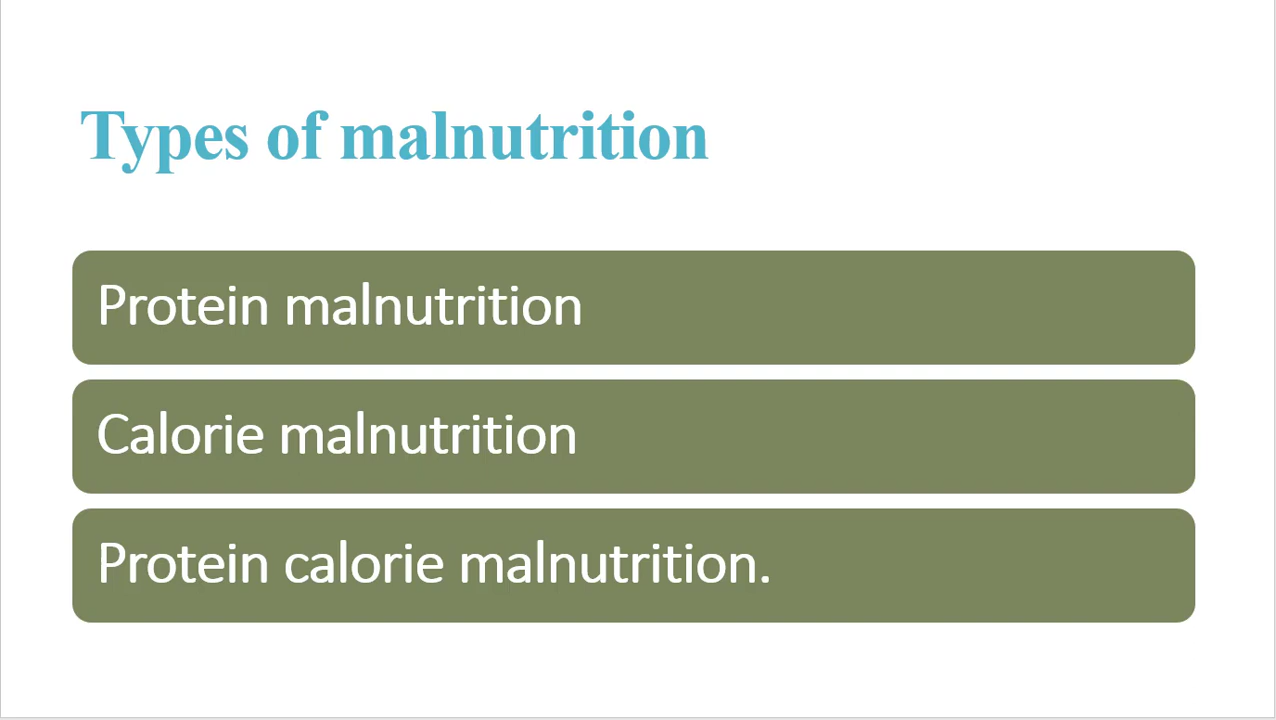 Types of malnutrition
Protein malnutrition
Calorie malnutrition
Protein calorie malnutrition.